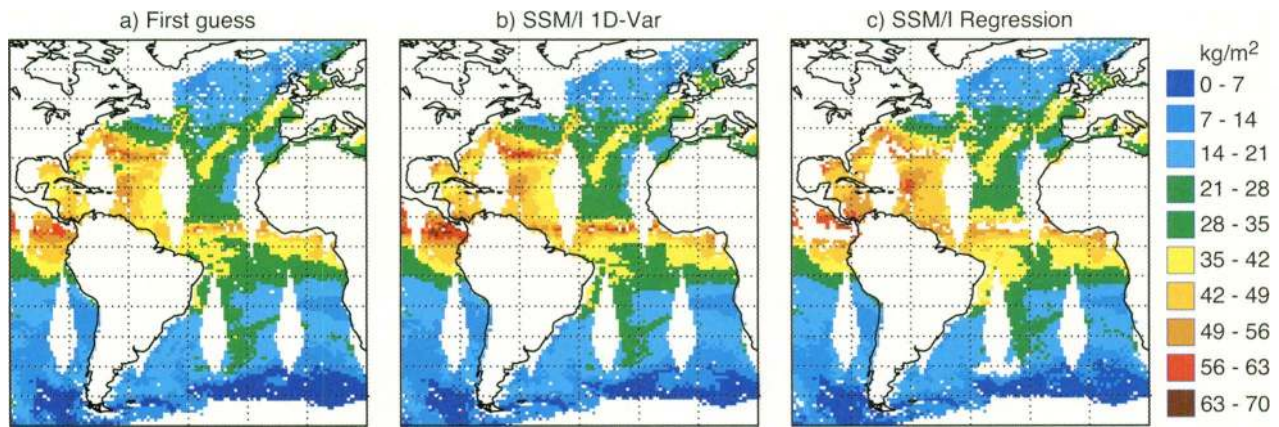 a) First guess
b) SSM/I 1D-Var
c) SSM/I Regression
kg/m²
0 - 7
7 - 14
14 - 21
21 - 28
28 - 35
35 - 42
42 - 49
49 - 56
56 - 63
63 - 70